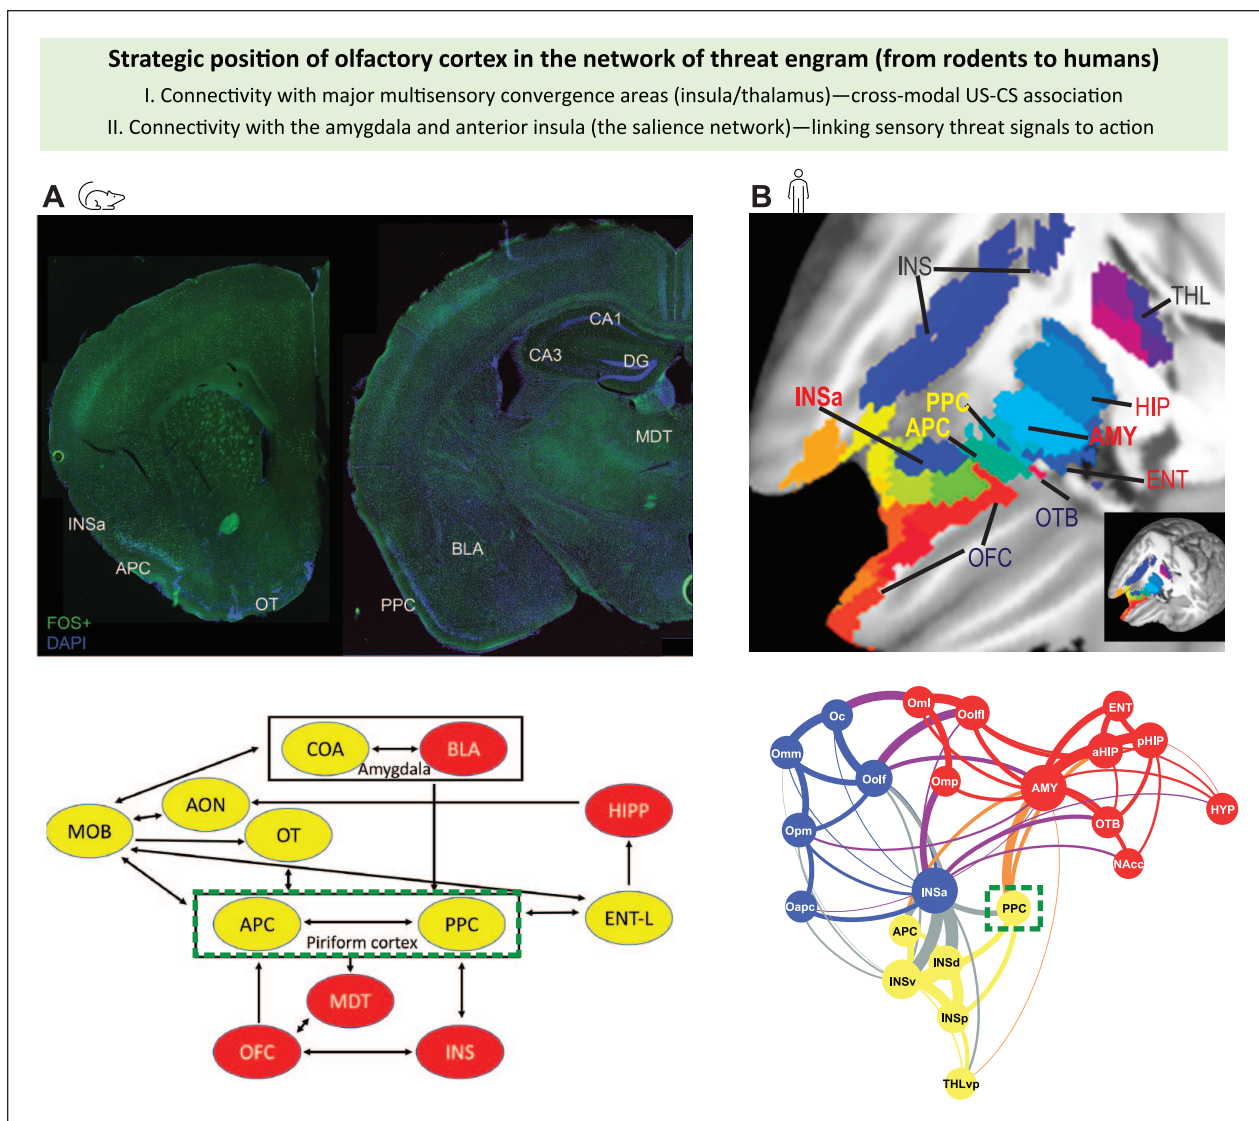 Strategic position of olfactory cortex in the network of threat engram (from rodents to humans)
I. Connectivity with major multisensory convergence areas (insula/thalamus)—cross-modal US-CS association
II. Connectivity with the amygdala and anterior insula (the salience network)—linking sensory threat signals to action
A
INSa
APC
OT
FOS+
DAPI
CA1
CA3
DG
MDT
BLA
PPC
B
INS
THL
INSa
PPC
APC
HIP
AMY
ENT
OTB
OFC
COA
BLA
Amygdala
AON
MOB
OT
HIPP
APC
PPC
Piriform cortex
ENT-L
MDT
OFC
INS
Oml
Oc
Oolfl
ENT
pHIP
aHIP
Omm
Oolf
Omp
AMY
HYP
Opm
OTB
NAcc
INSa
Oapc
PPC
APC
INSd
INSv
INSp
THLvp